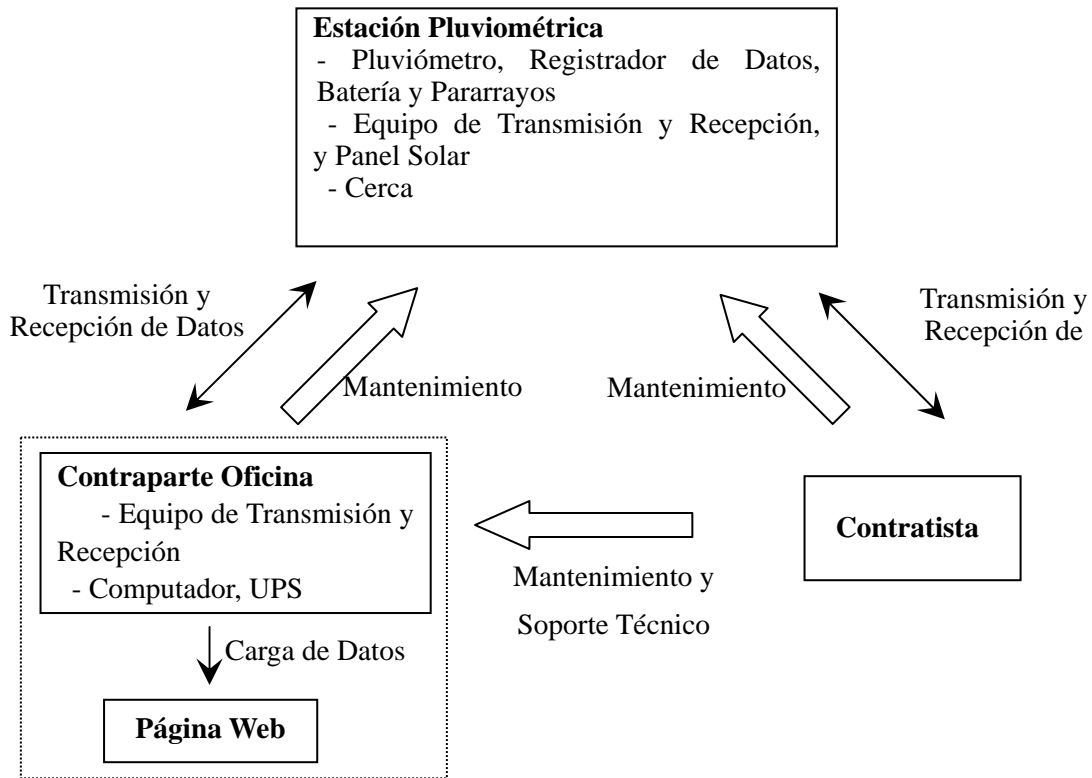 Estación Pluviométrica
- Pluviómetro, Registrador de Datos,
Batería y Pararrayos
- Equipo de Transmisión y Recepción,
y Panel Solar
- Cerca
Transmisión y
Recepción de Datos
Transmisión y
Recepción de
Mantenimiento
Mantenimiento
Contraparte Oficina
- Equipo de Transmisión y
Recepción
- Computador, UPS
Contratista
Mantenimiento y
Soporte Técnico
Carga de Datos
Página Web